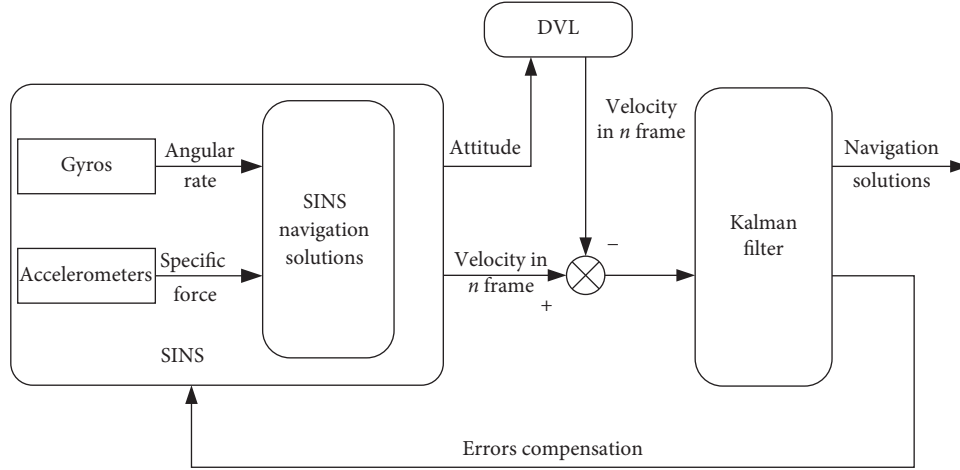 DVL
Velocity
in n frame
Gyros
Angular
rate
Attitude
Navigation
solutions
SINS
navigation
solutions
Kalman
filter
Accelerometers
Specific
force
Velocity in
n frame
−
+
SINS
Errors compensation